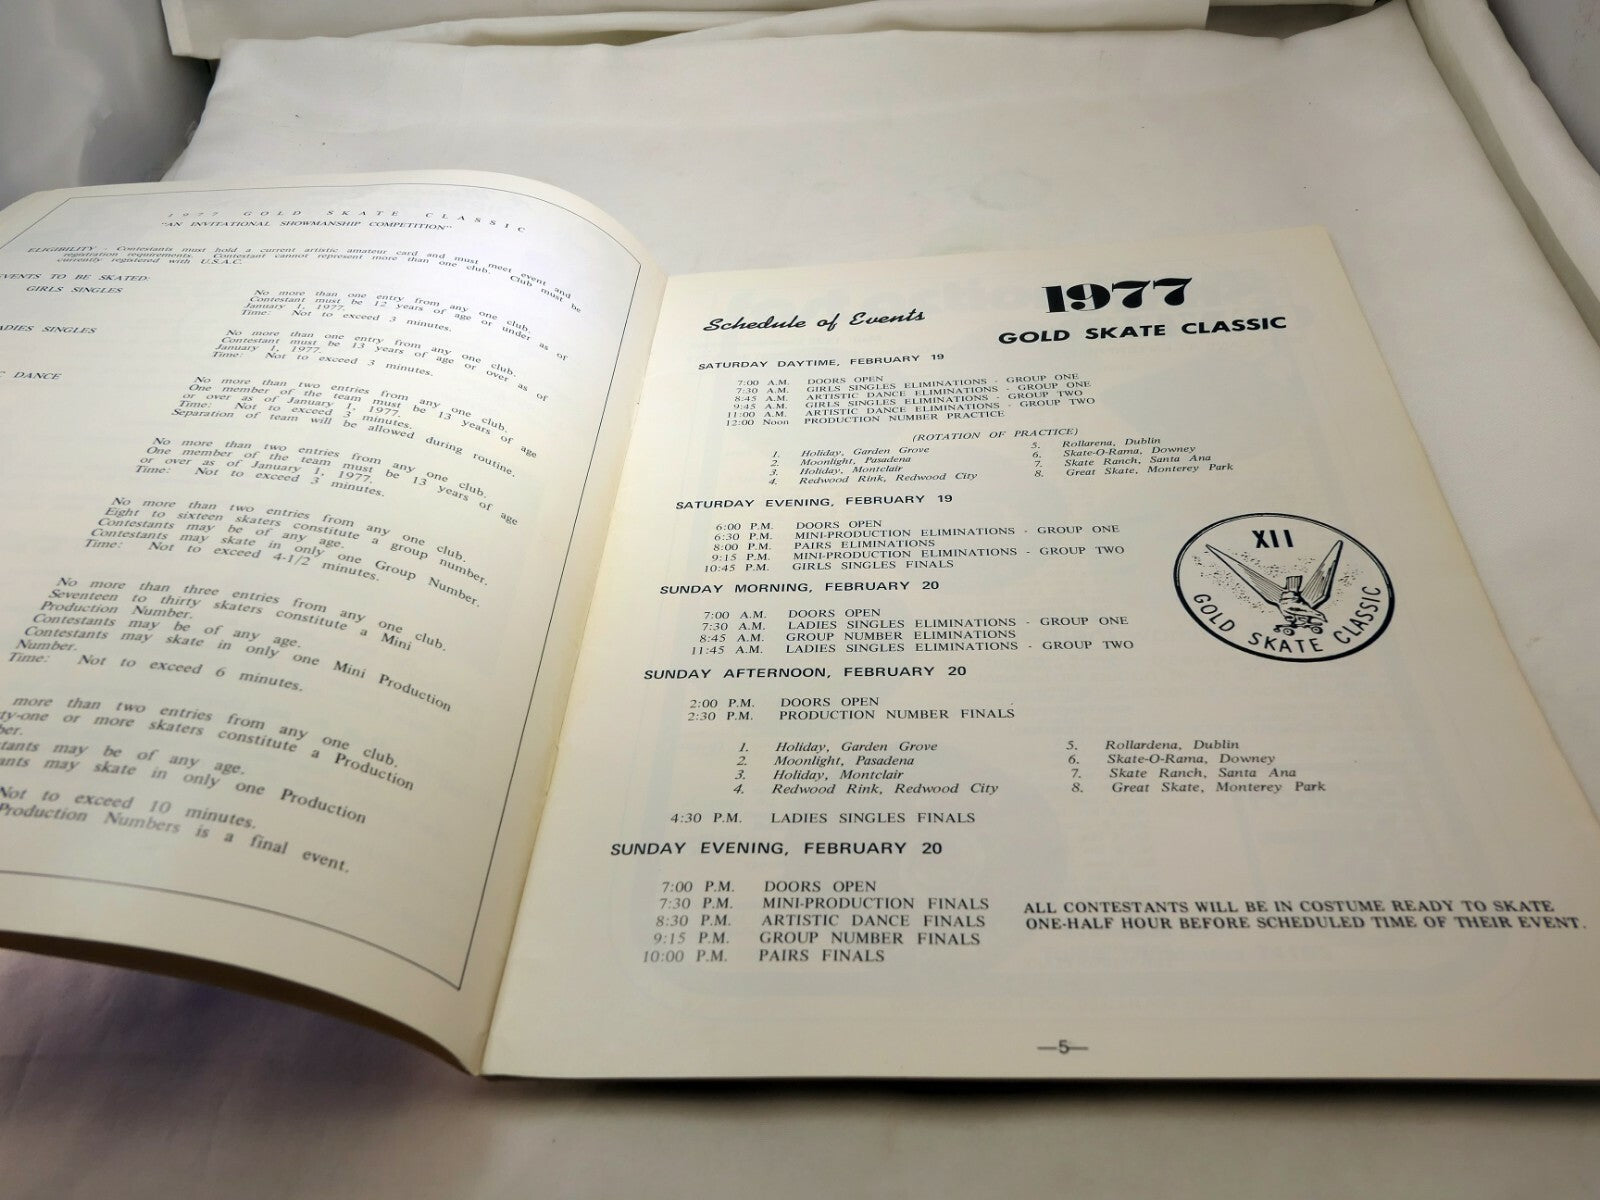 1977 GOLD SKATE CLASSIC
"AN INVITATIONAL SHOWMANSHIP COMPETITION"
ELIGIBILITY - Contestants must hold a current artistic amateur card and must meet event and
registration requirements. Contestant cannot represent more than one club. Club must be
currently registered with U.S.A.C.
EVENTS TO BE SKATED:
GIRLS SINGLES
No more than one entry from any one club.
Contestant must be 12 years of age or under as of
January 1, 1977.
Time: Not to exceed 3 minutes.
ADIES SINGLES
No more than one entry from any one club.
Contestant must be 13 years of age or over as of
January 1, 1977.
Time: Not to exceed 3 minutes.
C DANCE
No more than two entries from any one club.
One member of the team must be 13 years of age
or over as of January 1, 1977.
Time: Not to exceed 3 minutes.
Separation of team will be allowed during routine.
No more than two entries from any one club.
One member of the team must be 13 years of age
or over as of January 1, 1977.
Time: Not to exceed 3 minutes.
No more than two entries from any one club.
Eight to sixteen skaters constitute a group number.
Contestants may be of any age.
Contestants may skate in only one Group Number.
Time: Not to exceed 4-1/2 minutes.
No more than three entries from any one club.
Seventeen to thirty skaters constitute a Mini
Production Number.
Contestants may be of any age.
Contestants may skate in only one Mini Production
Number.
Time: Not to exceed 6 minutes.
more than two entries from any one club.
ty-one or more skaters constitute a Production
ber.
tants may be of any age.
ants may skate in only one Production
Not to exceed 10 minutes.
Production Numbers is a final event.
Schedule of Events
1977
GOLD SKATE CLASSIC
SATURDAY DAYTIME, FEBRUARY 19
7:00 A.M. DOORS OPEN
7:30 A.M. GIRLS SINGLES ELIMINATIONS - GROUP ONE
8:45 A.M. ARTISTIC DANCE ELIMINATIONS - GROUP ONE
9:45 A.M. GIRLS SINGLES ELIMINATIONS - GROUP TWO
11:00 A.M. ARTISTIC DANCE ELIMINATIONS - GROUP TWO
12:00 Noon PRODUCTION NUMBER PRACTICE
(ROTATION OF PRACTICE)
1. Holiday, Garden Grove
2. Moonlight, Pasadena
3. Holiday, Montclair
4. Redwood Rink, Redwood City
5. Rollarena, Dublin
6. Skate-O-Rama, Downey
7. Skate Ranch, Santa Ana
8. Great Skate, Monterey Park
SATURDAY EVENING, FEBRUARY 19
6:00 P.M. DOORS OPEN
6:30 P.M. MINI-PRODUCTION ELIMINATIONS - GROUP ONE
8:00 P.M. PAIRS ELIMINATIONS
9:15 P.M. MINI-PRODUCTION ELIMINATIONS - GROUP TWO
10:45 P.M. GIRLS SINGLES FINALS
XII
GOLD SKATE CLASSIC
SUNDAY MORNING, FEBRUARY 20
7:00 A.M. DOORS OPEN
7:30 A.M. LADIES SINGLES ELIMINATIONS - GROUP ONE
8:45 A.M. GROUP NUMBER ELIMINATIONS
11:45 A.M. LADIES SINGLES ELIMINATIONS - GROUP TWO
SUNDAY AFTERNOON, FEBRUARY 20
2:00 P.M. DOORS OPEN
2:30 P.M. PRODUCTION NUMBER FINALS
1. Holiday, Garden Grove
2. Moonlight, Pasadena
3. Holiday, Montclair
4. Redwood Rink, Redwood City
5. Rollardena, Dublin
6. Skate-O-Rama, Downey
7. Skate Ranch, Santa Ana
8. Great Skate, Monterey Park
4:30 P.M. LADIES SINGLES FINALS
SUNDAY EVENING, FEBRUARY 20
7:00 P.M. DOORS OPEN
7:30 P.M. MINI-PRODUCTION FINALS
8:30 P.M. ARTISTIC DANCE FINALS
9:15 P.M. GROUP NUMBER FINALS
10:00 P.M. PAIRS FINALS
ALL CONTESTANTS WILL BE IN COSTUME READY TO SKATE
ONE-HALF HOUR BEFORE SCHEDULED TIME OF THEIR EVENT.
—5—